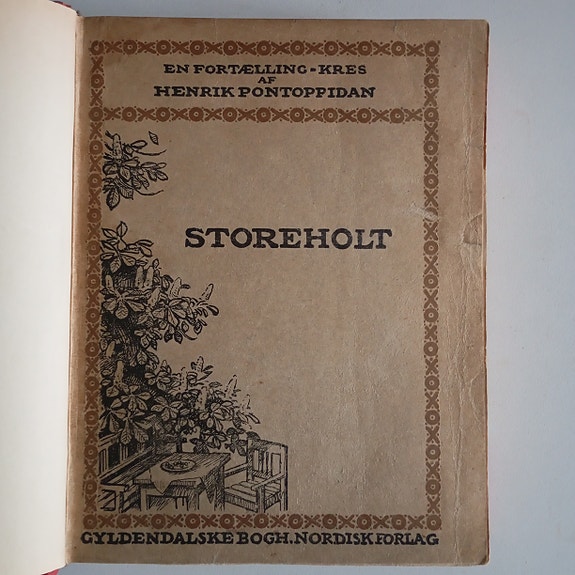 EN FORTÆLLING-KRES
AF
HENRIK PONTOPPIDAN
STOREHOLT
GYLDENDALSKE BOGH. NORDISK FORLAG